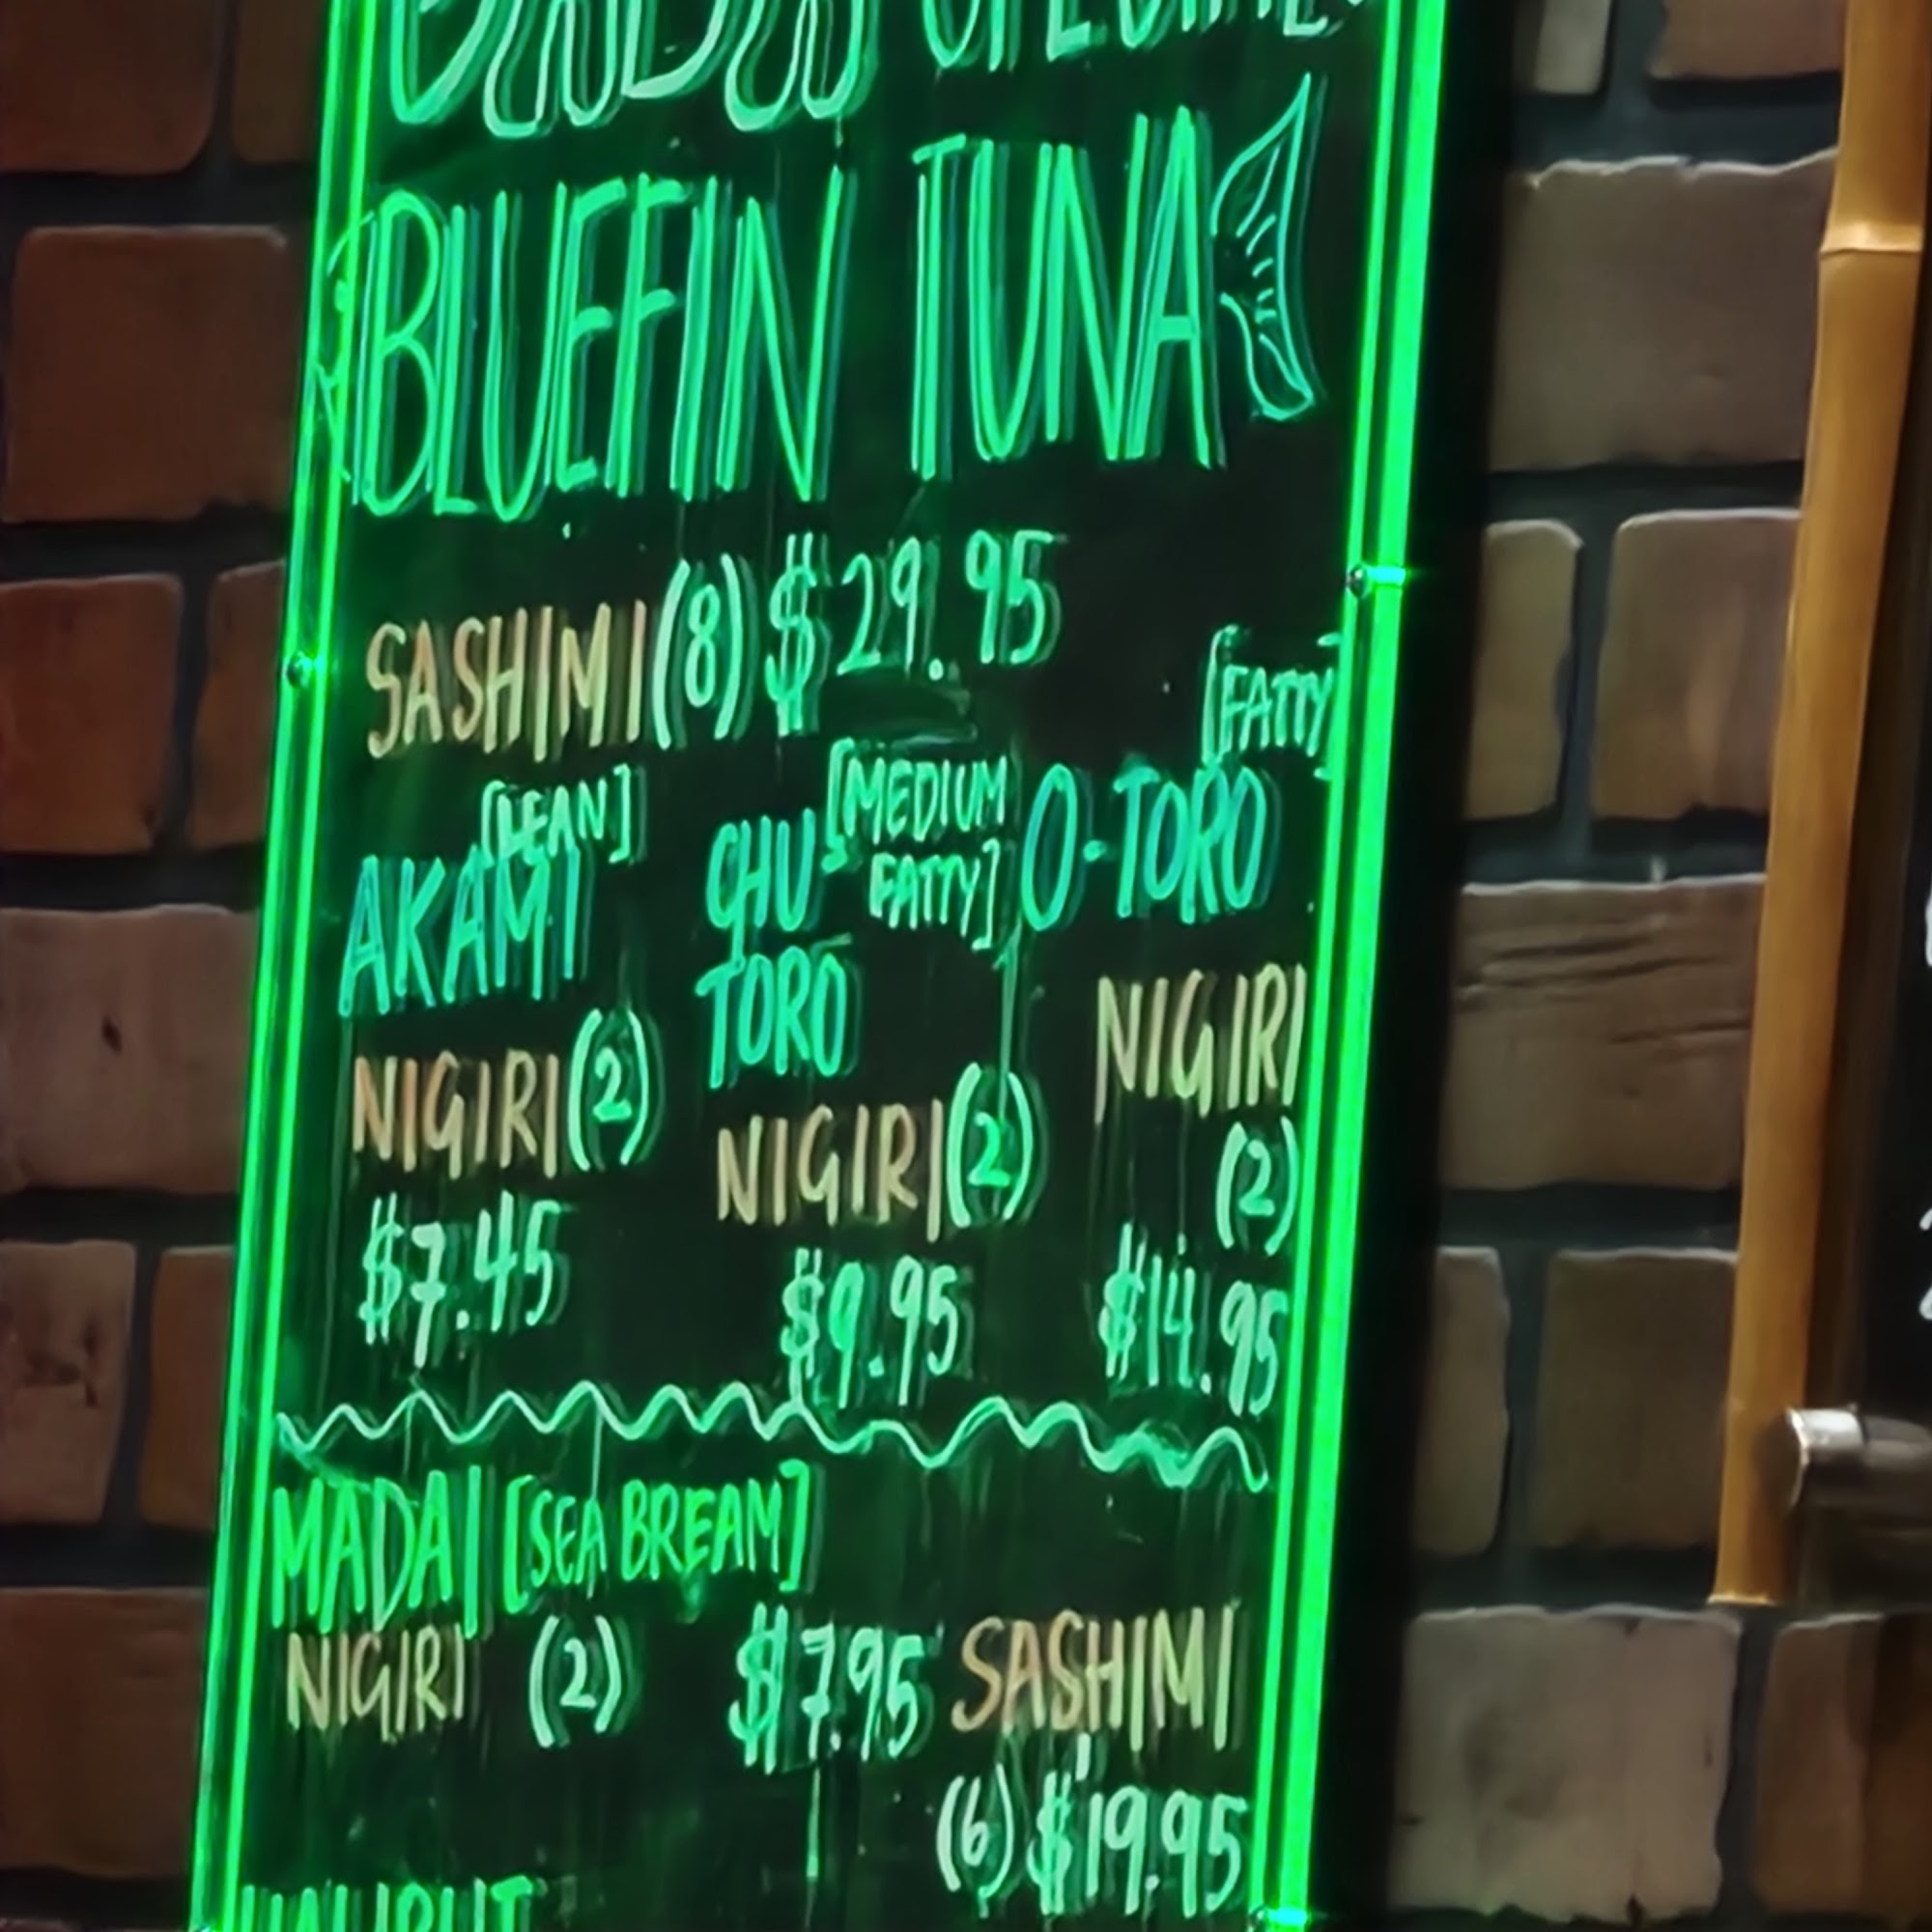 SPECIAL
BLUEFIN TUNA
SASHIMI (8) $29.95
[LEAN]
AKAMI
NIGIRI (2)
$7.45
[MEDIUM
FATTY]
CHU
TORO
NIGIRI (2)
$9.95
[FATTY]
O-TORO
NIGIRI
(2)
$14.95
MADAI [SEA BREAM]
NIGIRI (2) $7.95 SASHIMI
(6) $19.95